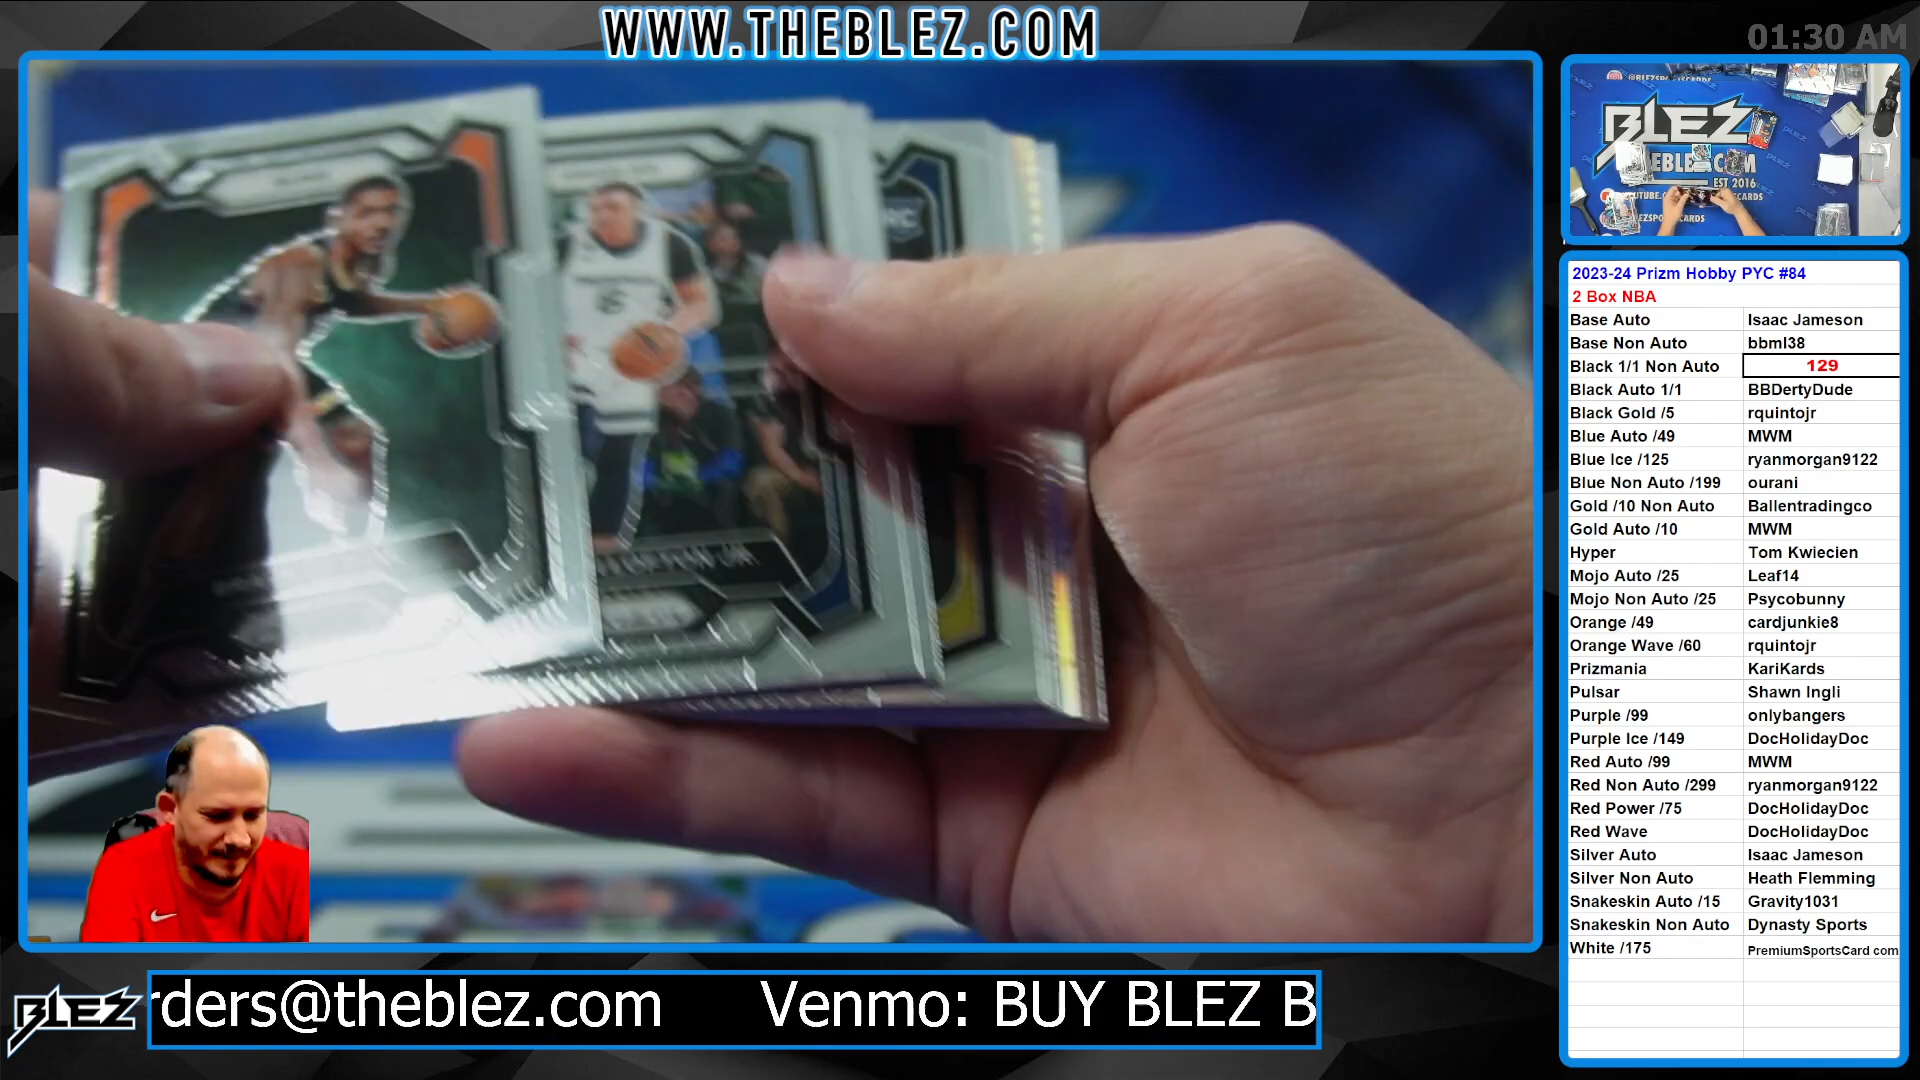 WWW.THEBLEZ.COM
01:30 AM
BLEZ
EST 2016
2023-24 Prizm Hobby PYC #84
2 Box NBA
Base Auto Isaac Jameson
Base Non Auto bbml38
Black 1/1 Non Auto 129
Black Auto 1/1 BBDertyDude
Black Gold /5 rquintojr
Blue Auto /49 MWM
Blue Ice /125 ryanmorgan9122
Blue Non Auto /199 ourani
Gold /10 Non Auto Ballentradingco
Gold Auto /10 MWM
Hyper Tom Kwiecien
Mojo Auto /25 Leaf14
Mojo Non Auto /25 Psycobunny
Orange /49 cardjunkie8
Orange Wave /60 rquintojr
Prizmania KariKards
Pulsar Shawn Ingli
Purple /99 onlybangers
Purple Ice /149 DocHolidayDoc
Red Auto /99 MWM
Red Non Auto /299 ryanmorgan9122
Red Power /75 DocHolidayDoc
Red Wave DocHolidayDoc
Silver Auto Isaac Jameson
Silver Non Auto Heath Flemming
Snakeskin Auto /15 Gravity1031
Snakeskin Non Auto Dynasty Sports
White /175 PremiumSportsCard com
BLEZ
rders@theblez.com Venmo: BUY BLEZ B